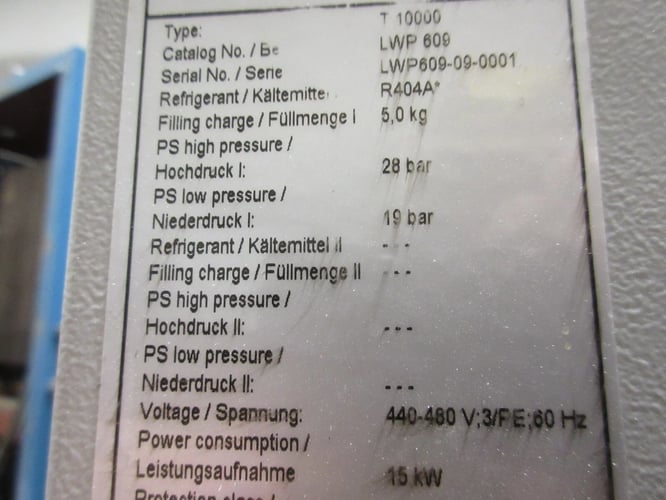 Type: T 10000
Catalog No. / Be LWP 609
Serial No. / Serie LWP609-09-0001
Refrigerant / Kältemitte R404A*
Filling charge / Füllmenge I 5,0 kg
PS high pressure /
Hochdruck I: 28 bar
PS low pressure /
Niederdruck I: 19 bar
Refrigerant / Kältemittel II - - -
Filling charge / Füllmenge II - - -
PS high pressure /
Hochdruck II: - - -
PS low pressure /
Niederdruck II: - - -
Voltage / Spannung: 440-480 V;3/PE;60 Hz
Power consumption /
Leistungsaufnahme 15 kW
Protection class /